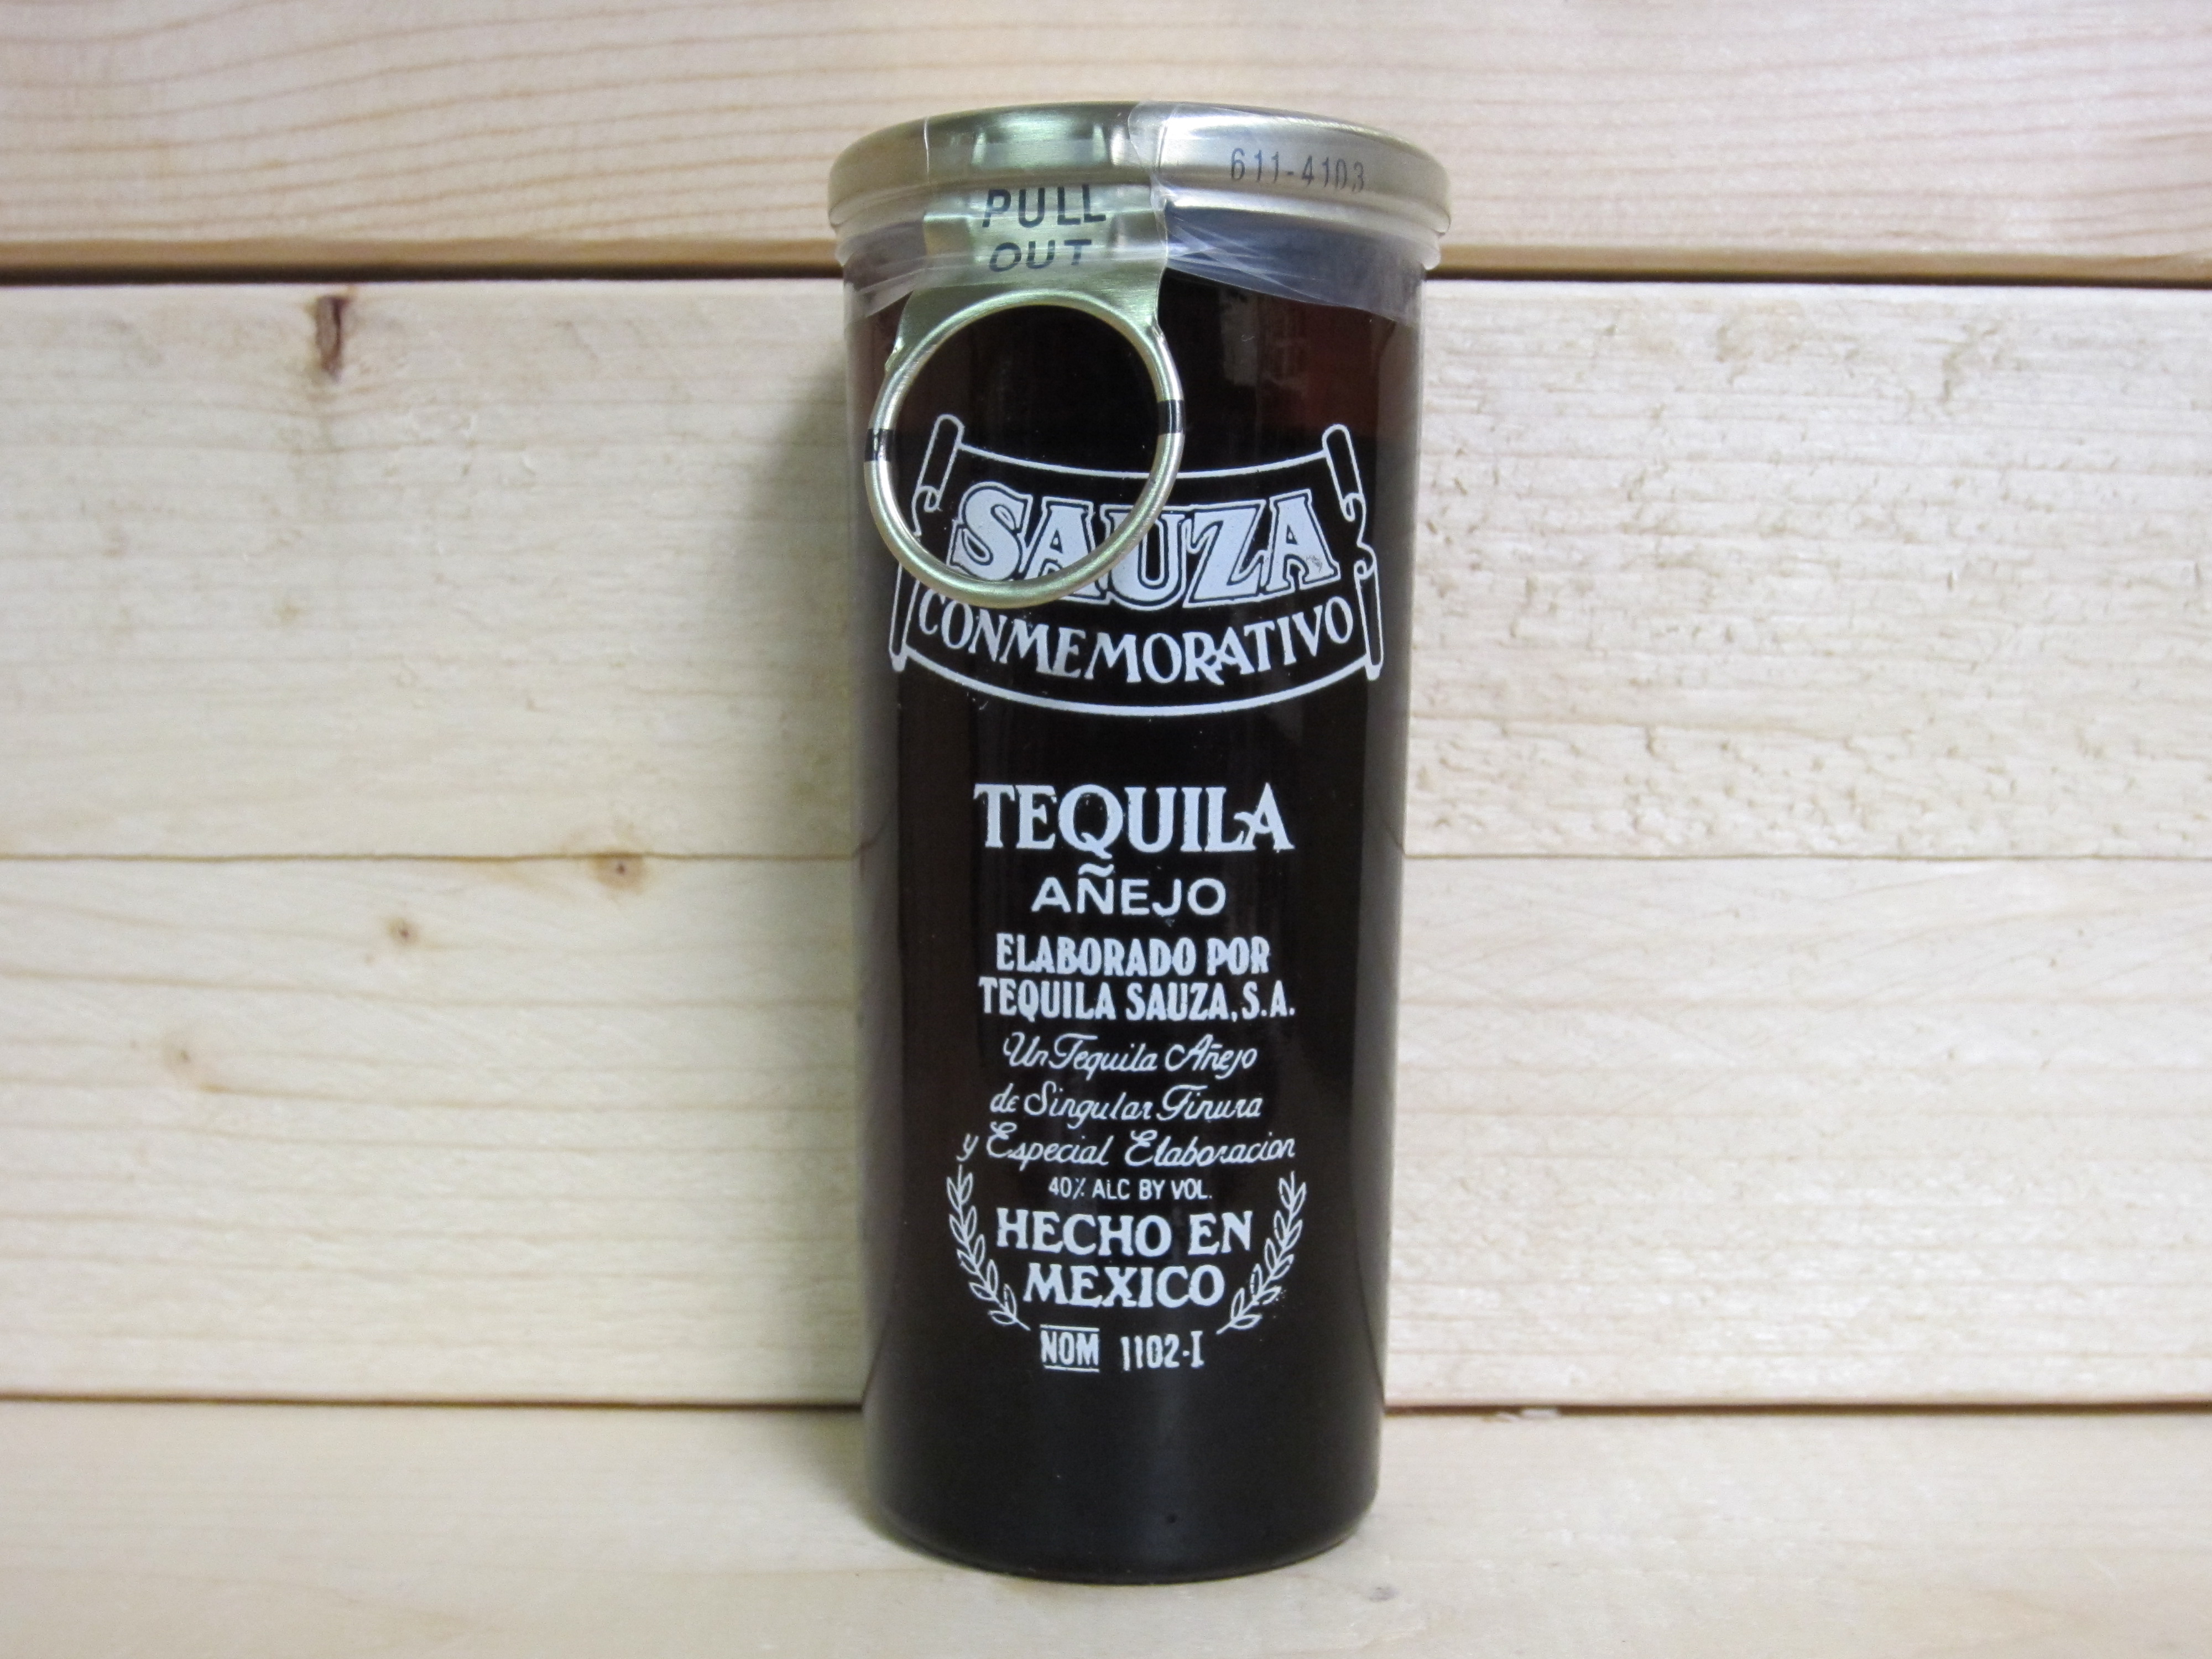 611-4103
PULL
OUT
SAUZA
CONMEMORATIVO
TEQUILA
AÑEJO
ELABORADO POR
TEQUILA SAUZA, S.A.
Un Tequila Añejo
de Singular Finura
y Especial Elaboracion
40% ALC BY VOL.
HECHO EN
MEXICO
NOM 1102-I